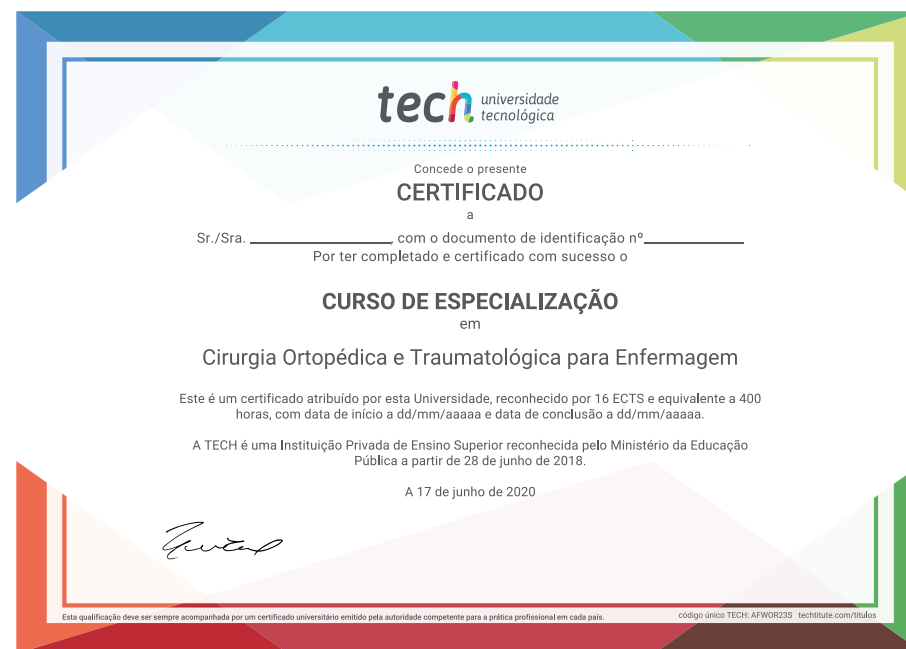 tech universidade
tecnológica
Concede o presente
CERTIFICADO
a
Sr./Sra. ____________________, com o documento de identificação nº______________
Por ter completado e certificado com sucesso o
CURSO DE ESPECIALIZAÇÃO
em
Cirurgia Ortopédica e Traumatológica para Enfermagem
Este é um certificado atribuído por esta Universidade, reconhecido por 16 ECTS e equivalente a 400
horas, com data de início a dd/mm/aaaaa e data de conclusão a dd/mm/aaaaa.
A TECH é uma Instituição Privada de Ensino Superior reconhecida pelo Ministério da Educação
Pública a partir de 28 de junho de 2018.
A 17 de junho de 2020
Esta qualificação deve ser sempre acompanhada por um certificado universitário emitido pela autoridade competente para a prática profissional em cada país.
código único TECH: AFWOR23S techtitute.com/titulos